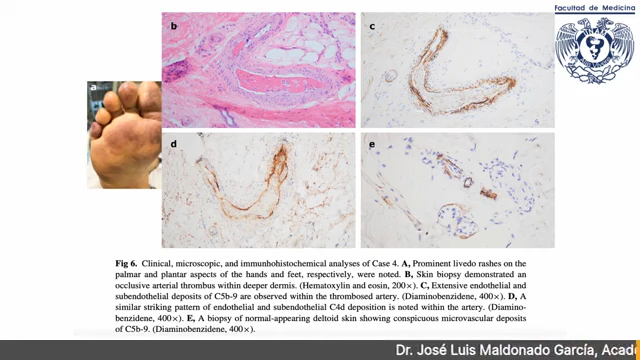 Facultad de Medicina
b
c
a
d
e
Fig 6. Clinical, microscopic, and immunhohistochemical analyses of Case 4. A, Prominent livedo rashes on the
palmar and plantar aspects of the hands and feet, respectively, were noted. B, Skin biopsy demonstrated an
occlusive arterial thrombus within deeper dermis. (Hematoxylin and eosin, 200×). C, Extensive endothelial and
subendothelial deposits of C5b-9 are observed within the thrombosed artery. (Diaminobenzidene, 400×). D, A
similar striking pattern of endothelial and subendothelial C4d deposition is noted within the artery. (Diamino-
benzidene, 400×). E, A biopsy of normal-appearing deltoid skin showing conspicuous microvascular deposits
of C5b-9. (Diaminobenzidene, 400×).
Dr. José Luis Maldonado García, Acad